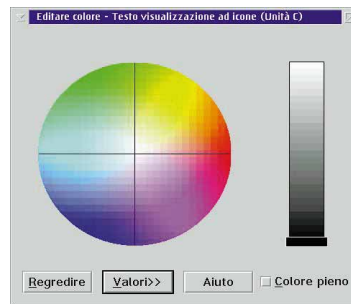 Editare colore - Testo visualizzazione ad icone (Unità C)
Regredire
Valori>>
Aiuto
Colore pieno